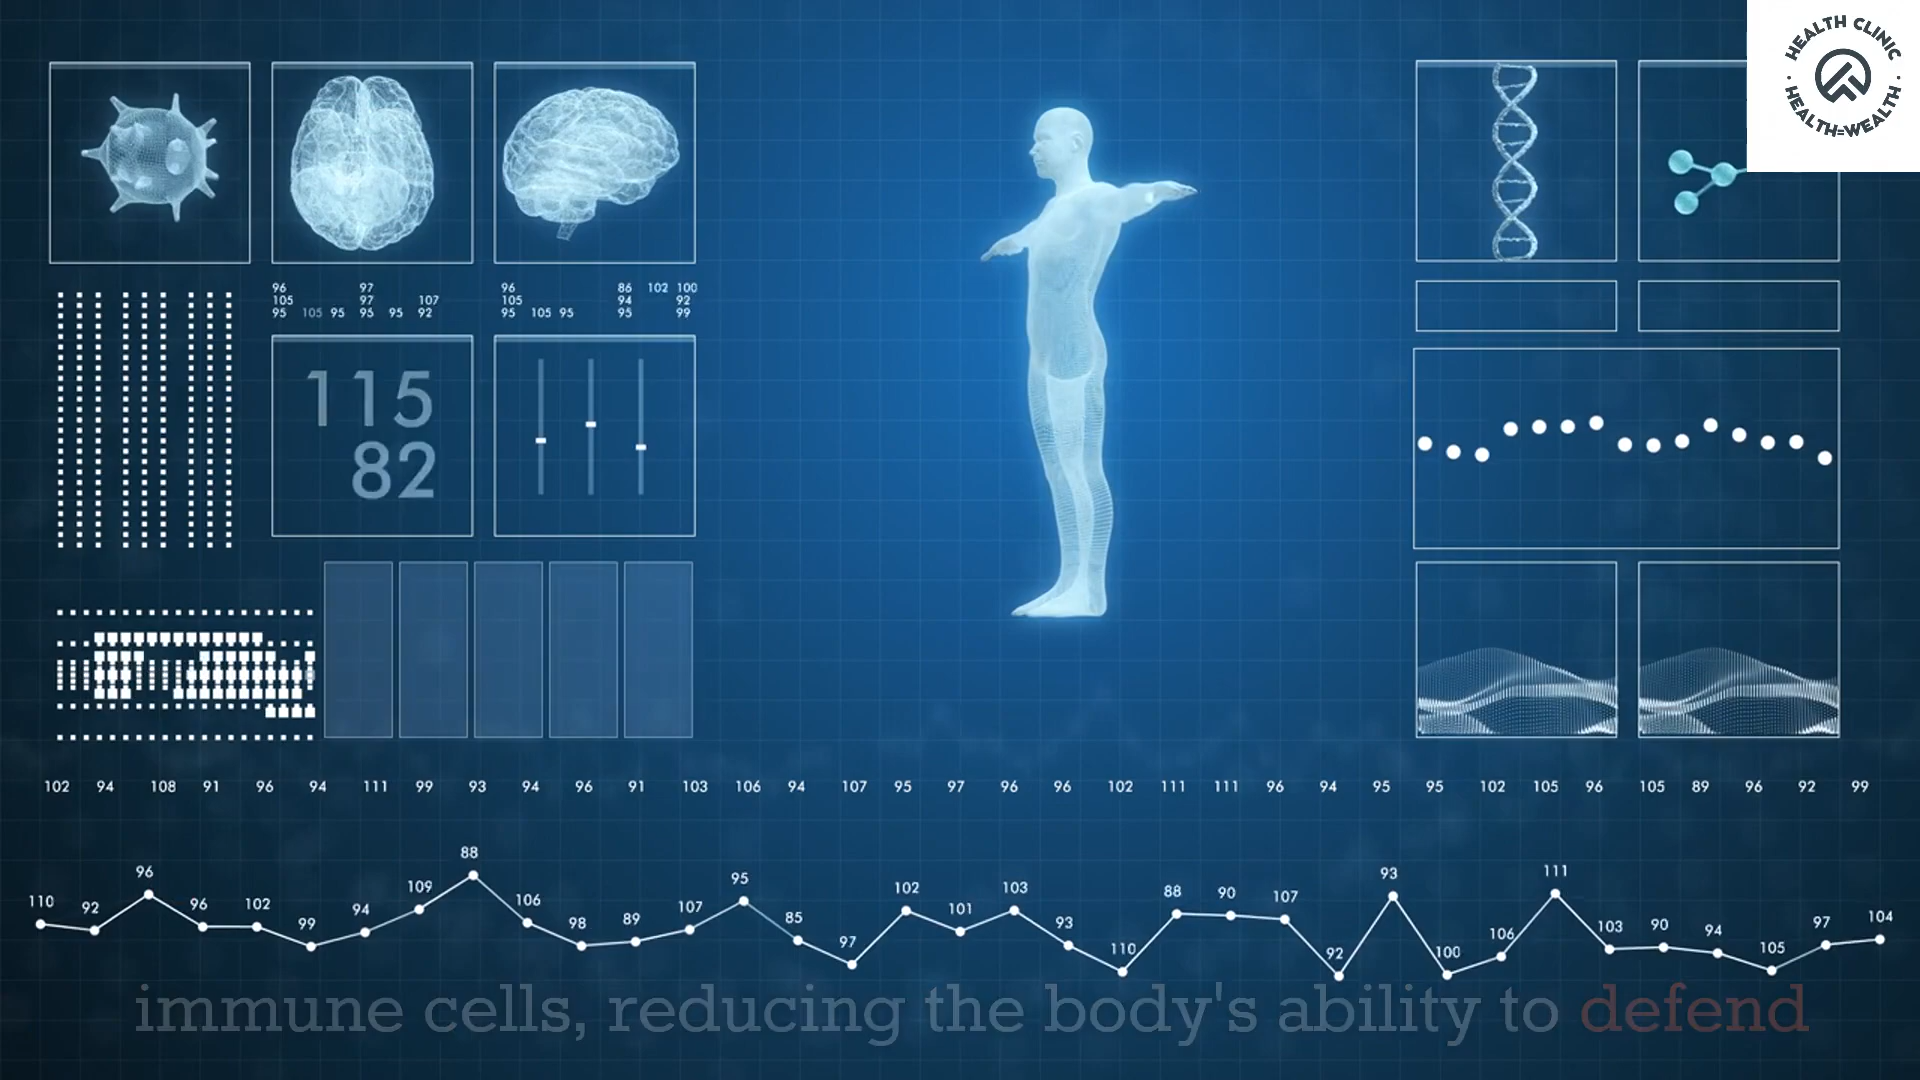 HEALTH CLINIC
HEALTH=WEALTH
96 97
105 97 107
95 105 95 95 95 92
96 86 102 100
105 94 92
95 105 95 95 99
115
82
102 94 108 91 96 94 111 99 93 94 96 91 103 106 94 107 95 97 96 96 102 111 111 96 94 95 95 102 105 96 105 89 96 92 99
110 92 96 96 102 99 94 109 88 106 98 89 107 95 85 97 102 101 103 93 110 88 90 107 92 93 100 106 111 103 90 94 105 97 104
immune cells, reducing the body's ability to defend